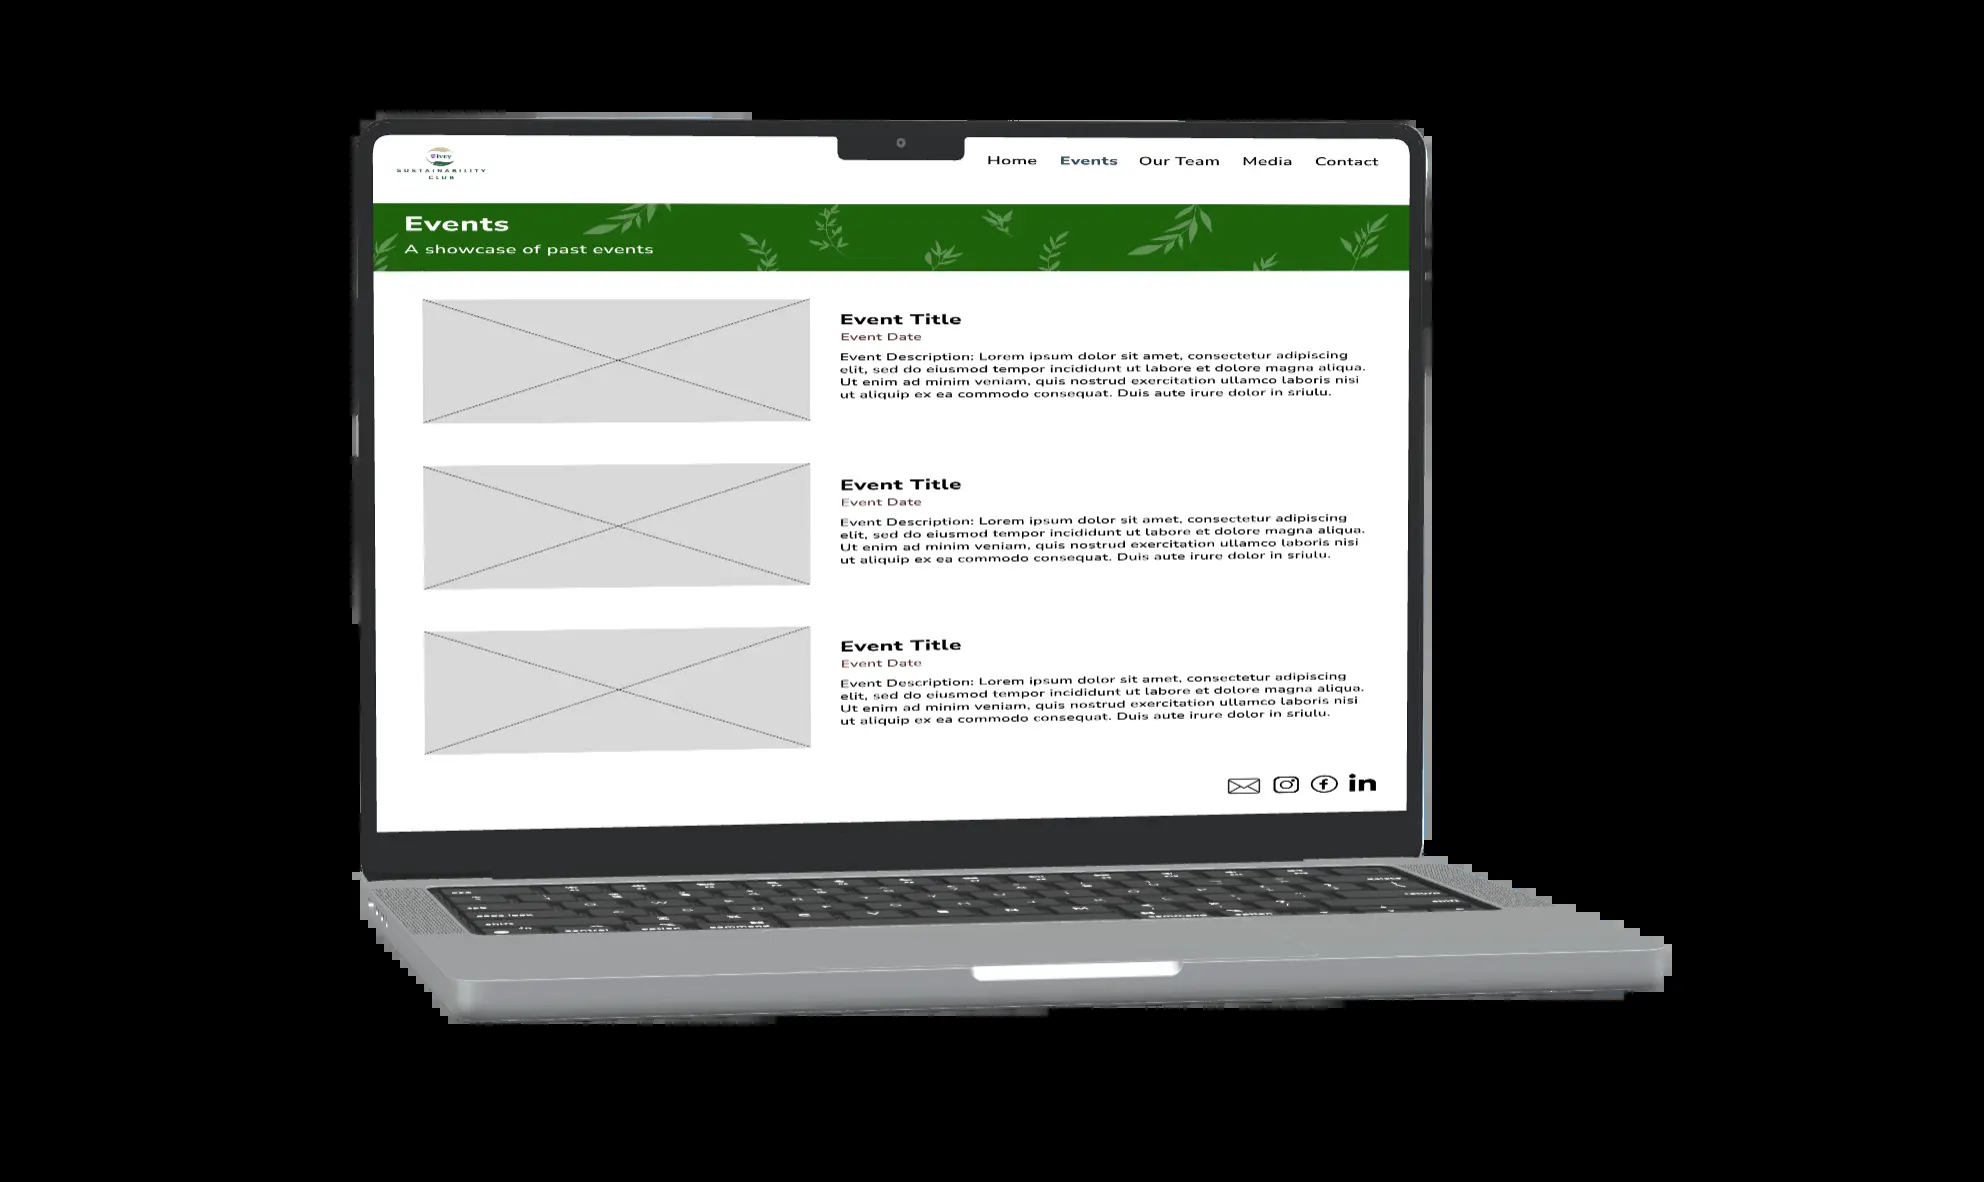 IVEY
SUSTAINABILITY
CLUB
Home Events Our Team Media Contact
Events
A showcase of past events
Event Title
Event Date
Event Description: Lorem ipsum dolor sit amet, consectetur adipiscing
elit, sed do eiusmod tempor incididunt ut labore et dolore magna aliqua.
Ut enim ad minim veniam, quis nostrud exercitation ullamco laboris nisi
ut aliquip ex ea commodo consequat. Duis aute irure dolor in sriulu.
Event Title
Event Date
Event Description: Lorem ipsum dolor sit amet, consectetur adipiscing
elit, sed do eiusmod tempor incididunt ut labore et dolore magna aliqua.
Ut enim ad minim veniam, quis nostrud exercitation ullamco laboris nisi
ut aliquip ex ea commodo consequat. Duis aute irure dolor in sriulu.
Event Title
Event Date
Event Description: Lorem ipsum dolor sit amet, consectetur adipiscing
elit, sed do eiusmod tempor incididunt ut labore et dolore magna aliqua.
Ut enim ad minim veniam, quis nostrud exercitation ullamco laboris nisi
ut aliquip ex ea commodo consequat. Duis aute irure dolor in sriulu.
in